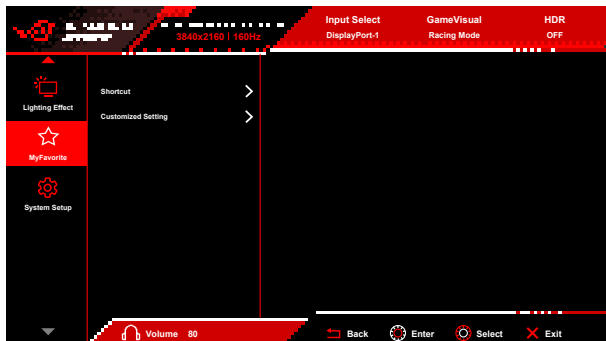 Input Select GameVisual HDR
3840x2160 | 160Hz DisplayPort-1 Racing Mode OFF
Lighting Effect
Shortcut
Customized Setting
MyFavorite
System Setup
Volume 80 Back Enter Select Exit